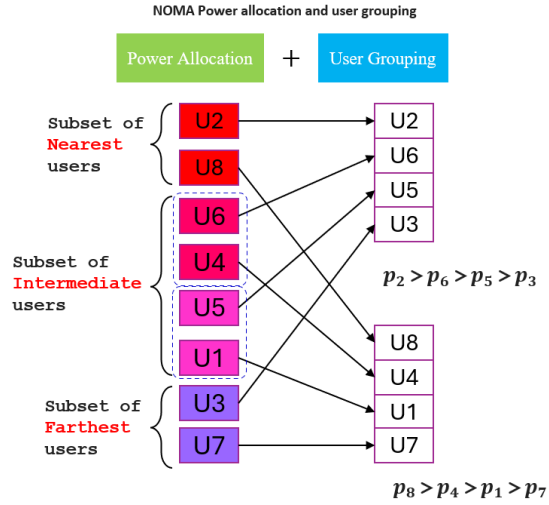 NOMA Power allocation and user grouping
Power Allocation + User Grouping
Subset of
Nearest
users
Subset of
Intermediate
users
Subset of
Farthest
users
U2
U8
U6
U4
U5
U1
U3
U7
U2
U6
U5
U3
p₂ > p₆ > p₅ > p₃
U8
U4
U1
U7
p₈ > p₄ > p₁ > p₇